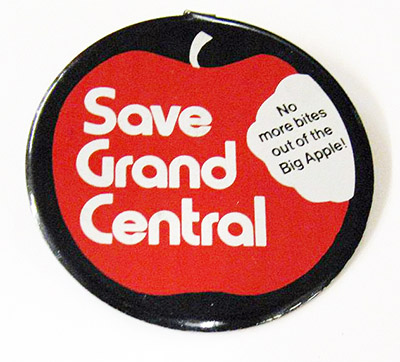 Save
Grand
Central
No
more bites
out of the
Big Apple!